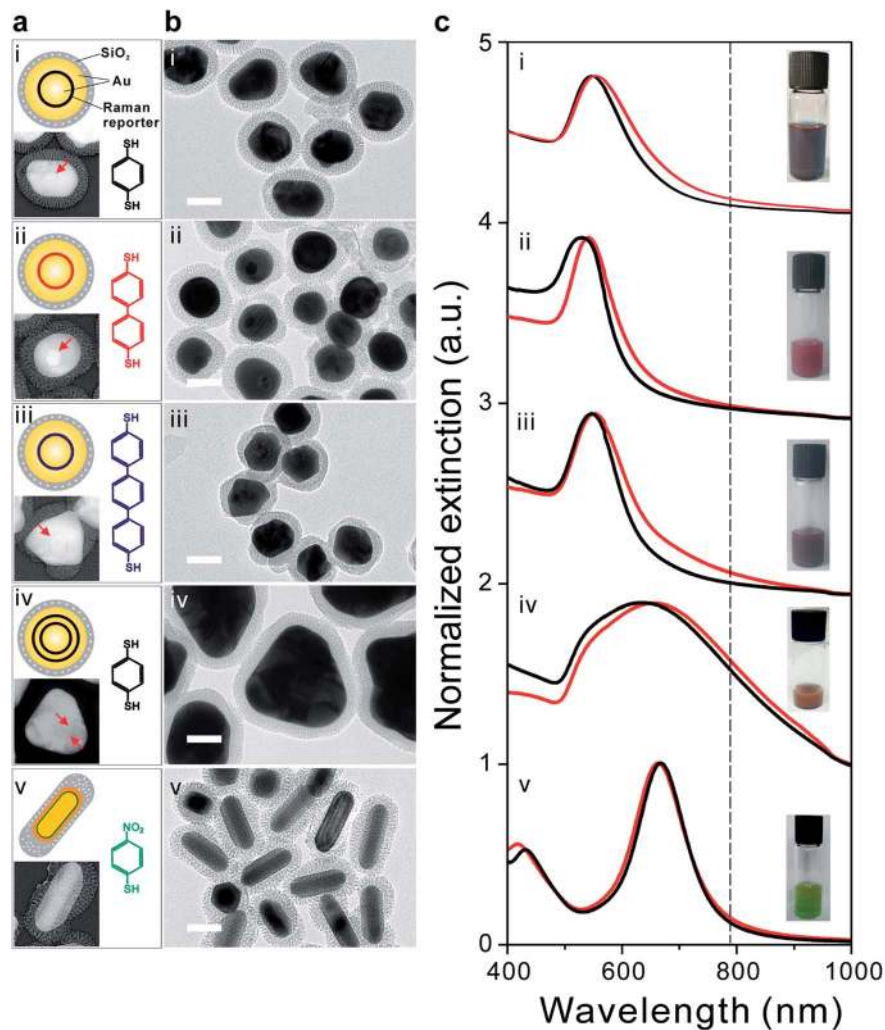 a
b
c
i
SiO₂
Au
Raman
reporter
SH
SH
ii
SH
SH
iii
SH
SH
iv
SH
SH
v
NO₂
SH
i
ii
iii
iv
v
Normalized extinction (a.u.)
5
4
3
2
1
0
i
ii
iii
iv
v
400
600
800
1000
Wavelength (nm)